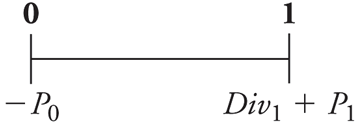 0 1
−P₀ Div₁ + P₁